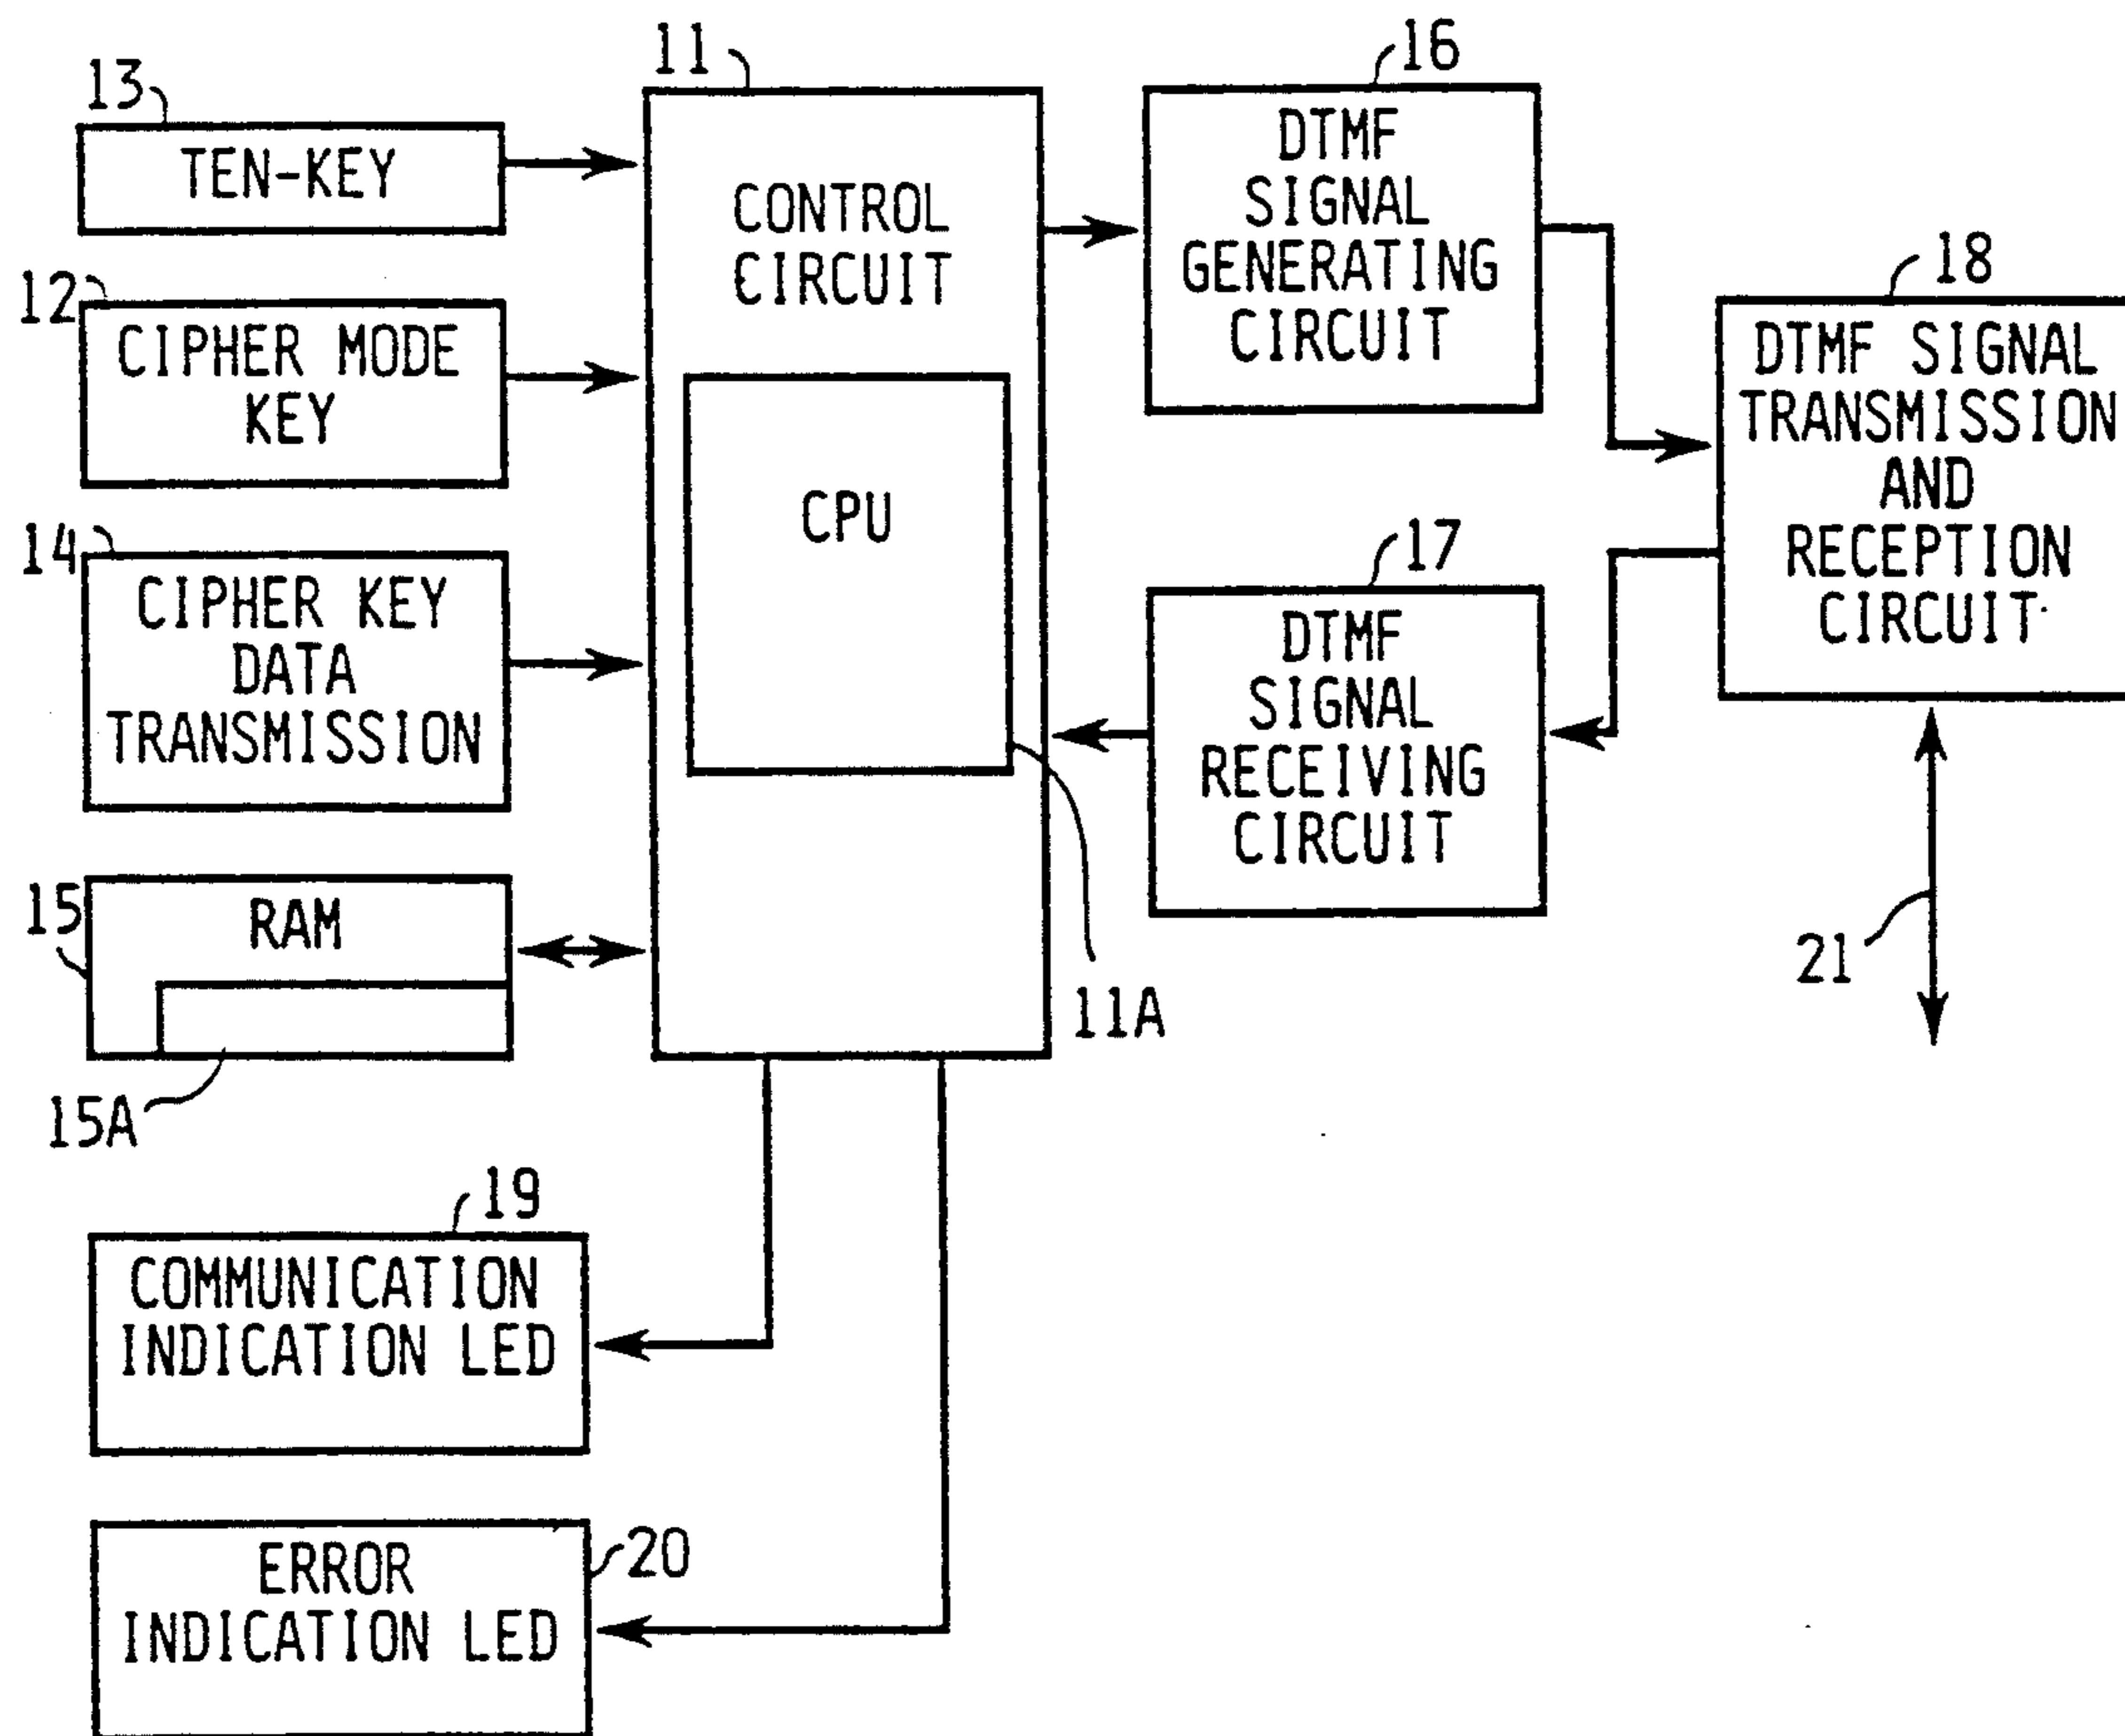 13
TEN-KEY
12
CIPHER MODE
KEY
14
CIPHER KEY
DATA
TRANSMISSION
15
RAM
15A
11
CONTROL
CIRCUIT
CPU
11A
16
DTMF
SIGNAL
GENERATING
CIRCUIT
17
DTMF
SIGNAL
RECEIVING
CIRCUIT
18
DTMF SIGNAL
TRANSMISSION
AND
RECEPTION
CIRCUIT
21
19
COMMUNICATION
INDICATION LED
20
ERROR
INDICATION LED